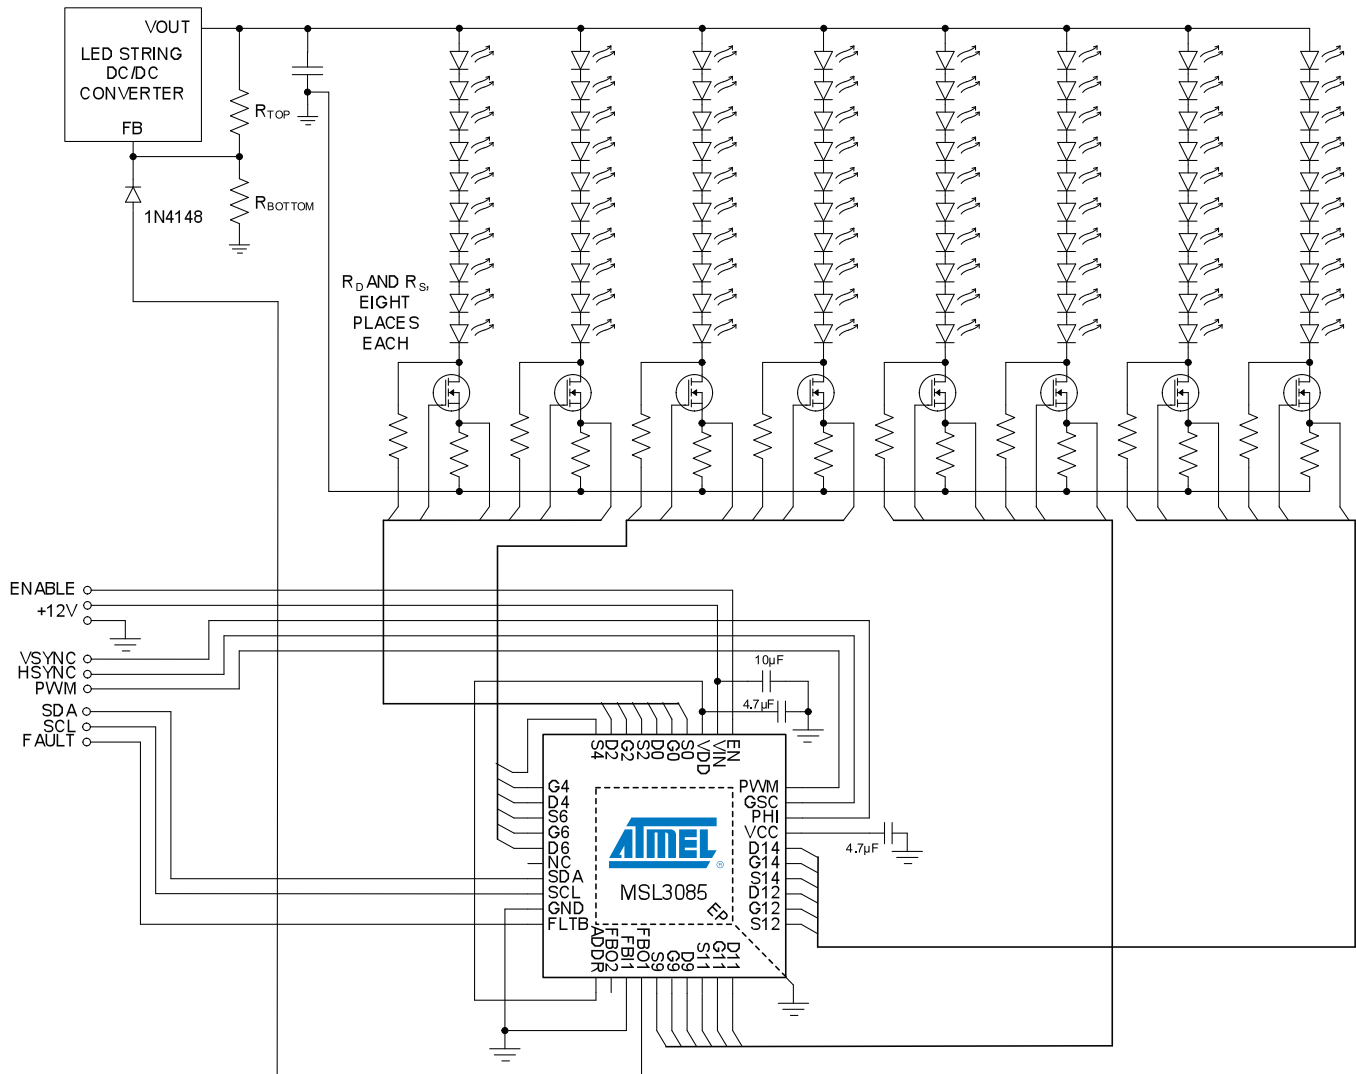 VOUT
LED STRING
DC/DC
CONVERTER
FB
RTOP
RBOTTOM
1N4148
RD AND RS,
EIGHT
PLACES
EACH
ENABLE
+12V
VSYNC
HSYNC
PWM
SDA
SCL
FAULT
10µF
4.7µF
S4
D2
G2
S2
D0
G0
S0
VDD
VIN
EN
G4
D4
S6
G6
D6
NC
SDA
SCL
GND
FLTB
PWM
GSC
PHI
VCC
D14
G14
S14
D12
G12
S12
4.7µF
ATMEL
®
MSL3085
EP
ADDR
FBO2
FBI1
FBO1
S9
G9
D9
S11
G11
D11